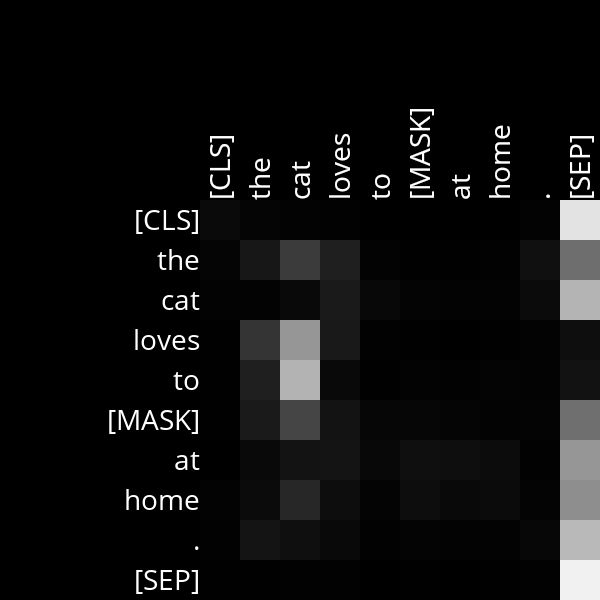 [CLS] the cat loves to [MASK] at home . [SEP]
[CLS]
the
cat
loves
to
[MASK]
at
home
.
[SEP]